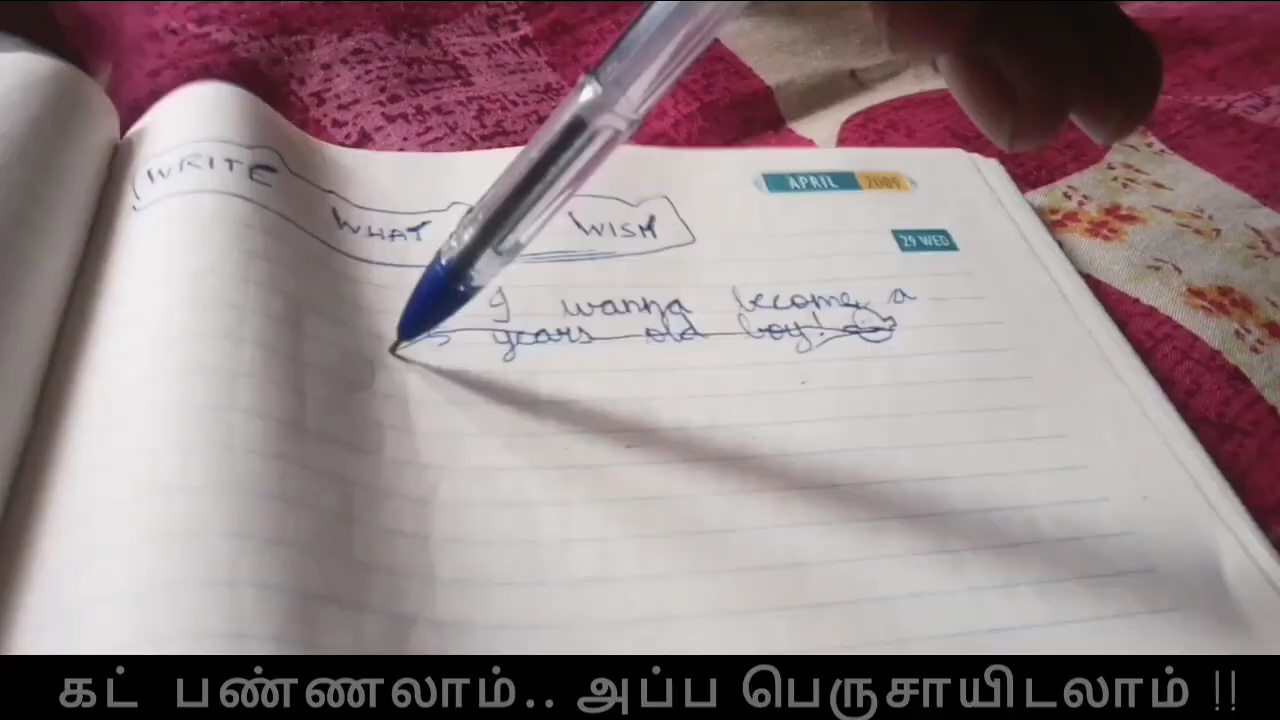 WRITE
WHAT WISH
APRIL 2009
29 WED
I wanna become a
years old boy!
கட் பண்ணலாம்.. அப்ப பெருசாயிடலாம் !!